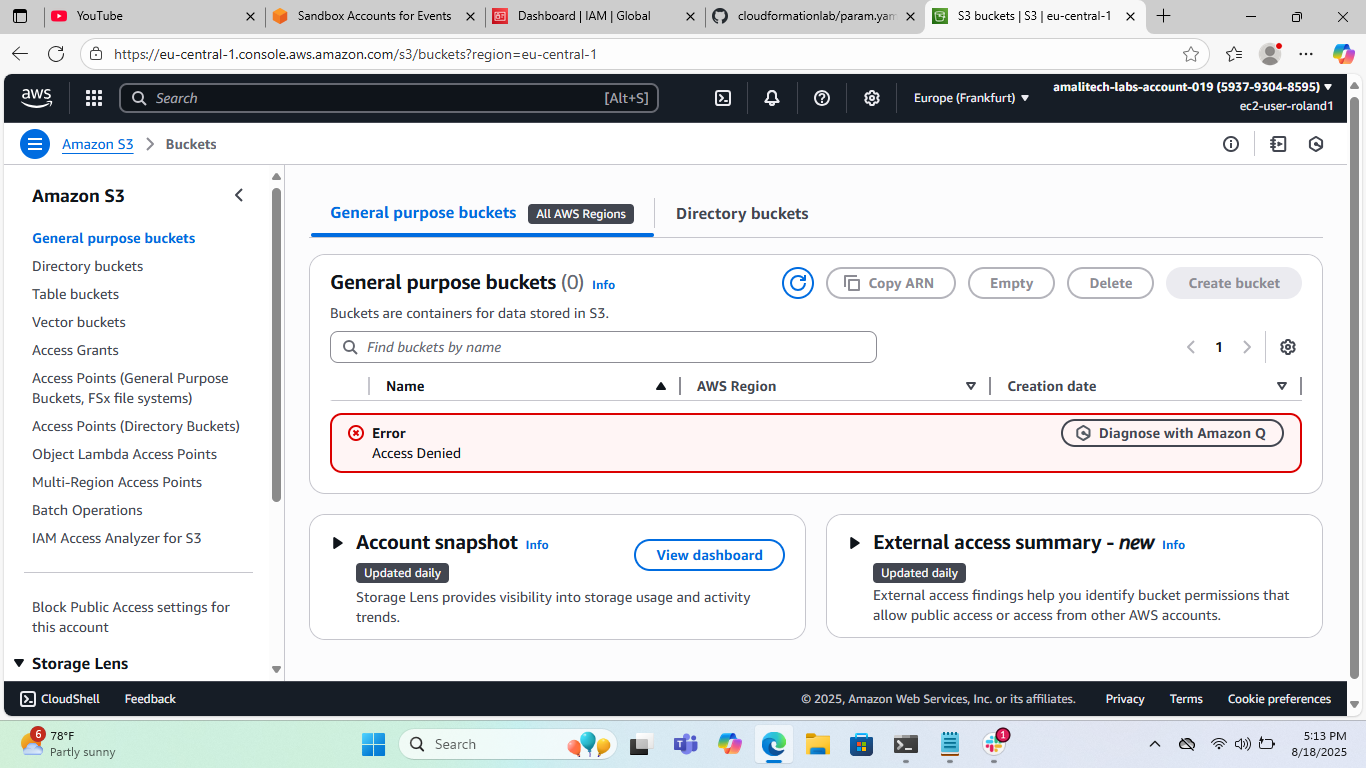 YouTube
Sandbox Accounts for Events
Dashboard | IAM | Global
cloudformationlab/param.yam
S3 buckets | S3 | eu-central-1
https://eu-central-1.console.aws.amazon.com/s3/buckets?region=eu-central-1
aws
Search
[Alt+S]
Europe (Frankfurt)
amalitech-labs-account-019 (5937-9304-8595)
ec2-user-roland1
Amazon S3
Buckets
Amazon S3
General purpose buckets
Directory buckets
Table buckets
Vector buckets
Access Grants
Access Points (General Purpose
Buckets, FSx file systems)
Access Points (Directory Buckets)
Object Lambda Access Points
Multi-Region Access Points
Batch Operations
IAM Access Analyzer for S3
Block Public Access settings for
this account
Storage Lens
General purpose buckets
All AWS Regions
Directory buckets
General purpose buckets (0) Info
Copy ARN
Empty
Delete
Create bucket
Buckets are containers for data stored in S3.
Find buckets by name
1
Name
AWS Region
Creation date
Error
Access Denied
Diagnose with Amazon Q
Account snapshot Info
View dashboard
Updated daily
Storage Lens provides visibility into storage usage and activity
trends.
External access summary - new Info
Updated daily
External access findings help you identify bucket permissions that
allow public access or access from other AWS accounts.
CloudShell
Feedback
© 2025, Amazon Web Services, Inc. or its affiliates.
Privacy
Terms
Cookie preferences
6
78°F
Partly sunny
Search
1
5:13 PM
8/18/2025